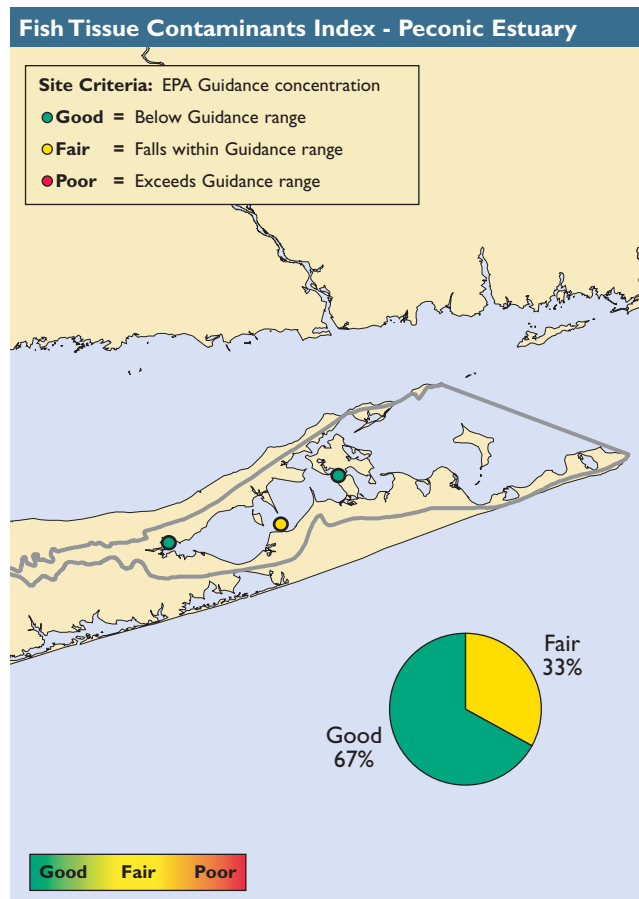 Fish Tissue Contaminants Index - Peconic Estuary
Site Criteria: EPA Guidance concentration
Good = Below Guidance range
Fair = Falls within Guidance range
Poor = Exceeds Guidance range
Fair
33%
Good
67%
Good Fair Poor